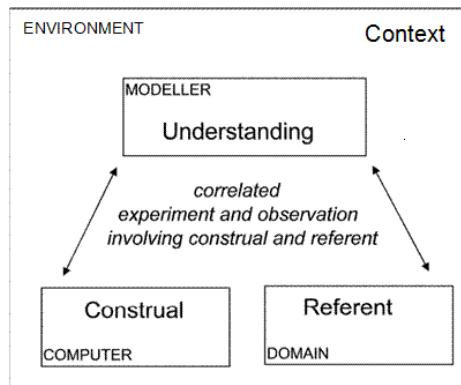 ENVIRONMENT
Context
MODELLER
Understanding
correlated
experiment and observation
involving construal and referent
Construal
COMPUTER
Referent
DOMAIN